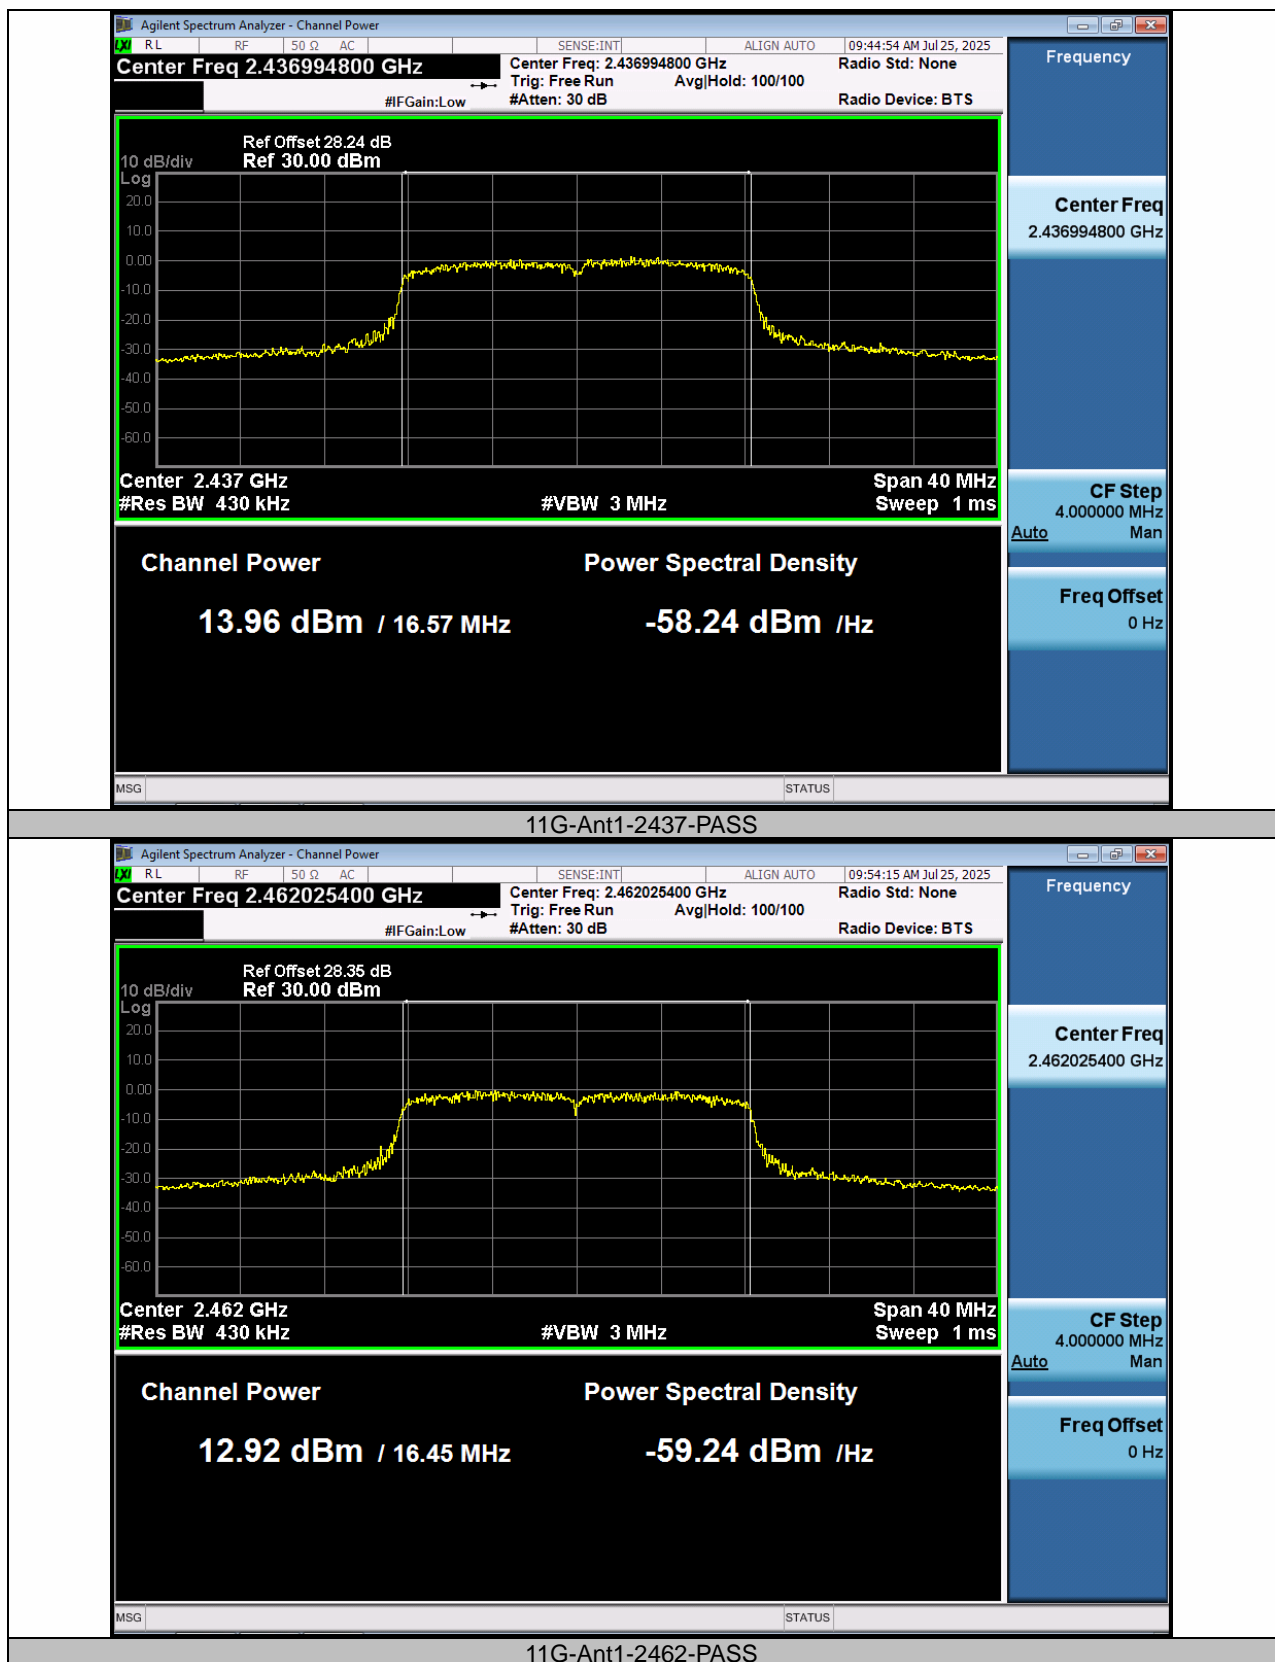 Agilent Spectrum Analyzer - Channel Power
LXI RL RF 50 Ω AC SENSE:INT ALIGN AUTO 09:44:54 AM Jul 25, 2025
Center Freq 2.436994800 GHz
Center Freq: 2.436994800 GHz Radio Std: None
Trig: Free Run Avg|Hold: 100/100
#IFGain:Low #Atten: 30 dB Radio Device: BTS
Ref Offset 28.24 dB
10 dB/div Ref 30.00 dBm
Log
20.0
10.0
0.00
-10.0
-20.0
-30.0
-40.0
-50.0
-60.0
Center 2.437 GHz Span 40 MHz
#Res BW 430 kHz #VBW 3 MHz Sweep 1 ms
Channel Power Power Spectral Density
13.96 dBm / 16.57 MHz -58.24 dBm /Hz
MSG STATUS
Frequency
Center Freq
2.436994800 GHz
CF Step
4.000000 MHz
Auto Man
Freq Offset
0 Hz
11G-Ant1-2437-PASS
Agilent Spectrum Analyzer - Channel Power
LXI RL RF 50 Ω AC SENSE:INT ALIGN AUTO 09:54:15 AM Jul 25, 2025
Center Freq 2.462025400 GHz
Center Freq: 2.462025400 GHz Radio Std: None
Trig: Free Run Avg|Hold: 100/100
#IFGain:Low #Atten: 30 dB Radio Device: BTS
Ref Offset 28.35 dB
10 dB/div Ref 30.00 dBm
Log
20.0
10.0
0.00
-10.0
-20.0
-30.0
-40.0
-50.0
-60.0
Center 2.462 GHz Span 40 MHz
#Res BW 430 kHz #VBW 3 MHz Sweep 1 ms
Channel Power Power Spectral Density
12.92 dBm / 16.45 MHz -59.24 dBm /Hz
MSG STATUS
Frequency
Center Freq
2.462025400 GHz
CF Step
4.000000 MHz
Auto Man
Freq Offset
0 Hz
11G-Ant1-2462-PASS